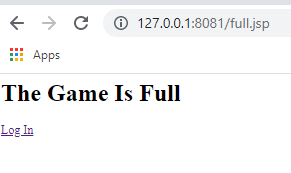 127.0.0.1:8081/full.jsp
Apps
The Game Is Full
Log In